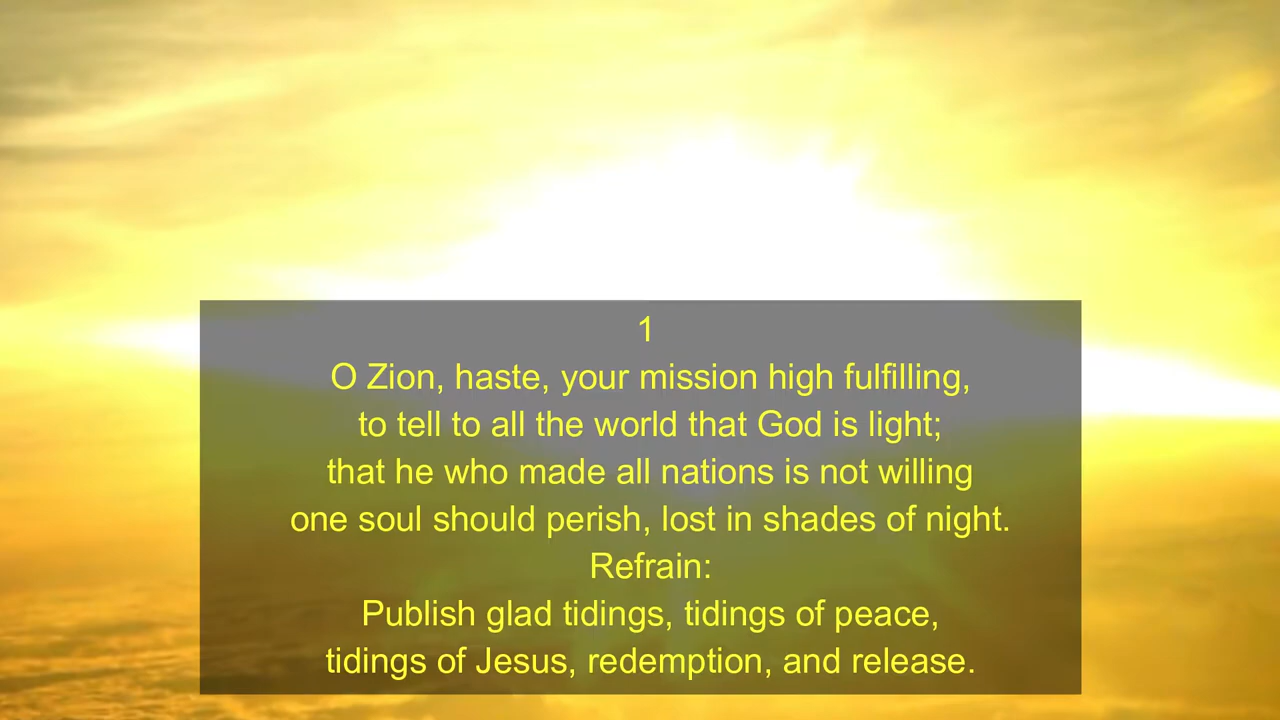 1
O Zion, haste, your mission high fulfilling,
to tell to all the world that God is light;
that he who made all nations is not willing
one soul should perish, lost in shades of night.
Refrain:
Publish glad tidings, tidings of peace,
tidings of Jesus, redemption, and release.